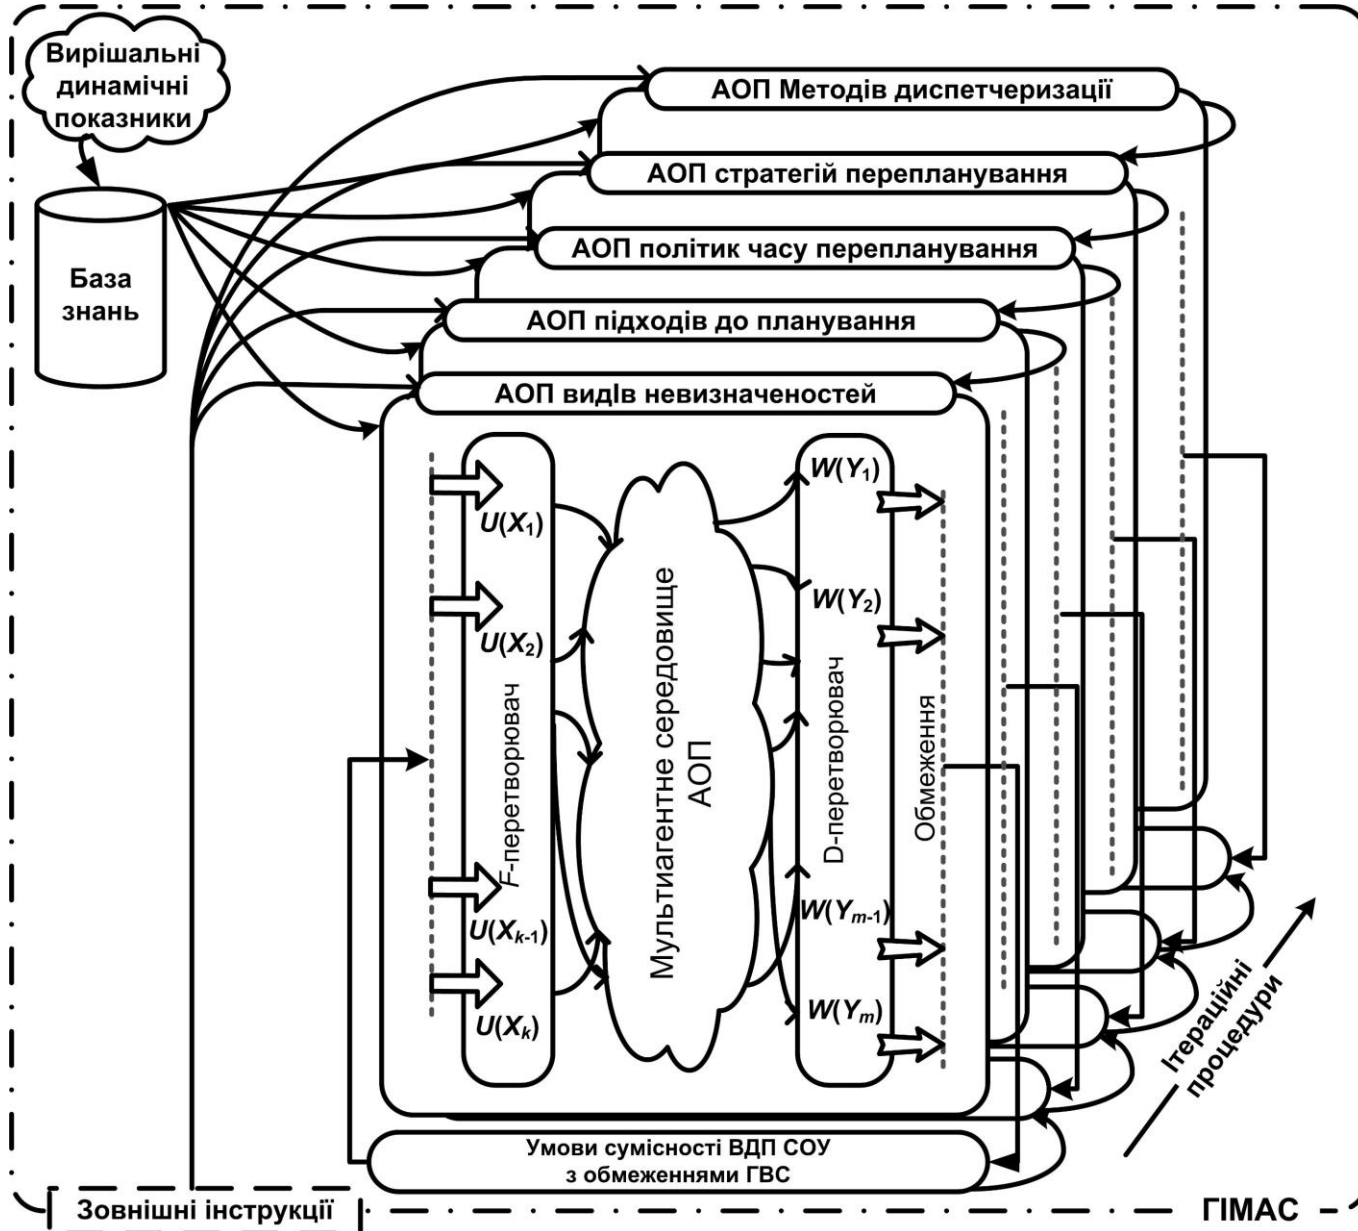 Вирішальні
динамічні
показники
База
знань
АОП Методів диспетчеризації
АОП стратегій перепланування
АОП політик часу перепланування
АОП підходів до планування
АОП видІв невизначеностей
U(X1)
U(X2)
F-перетворювач
U(Xk-1)
U(Xk)
Мультиагентне середовище
АОП
W(Y1)
W(Y2)
D-перетворювач
W(Ym-1)
W(Ym)
Обмеження
Ітераційні
процедури
Умови сумісності ВДП СОУ
з обмеженнями ГВС
Зовнішні інструкції
ГІМАС